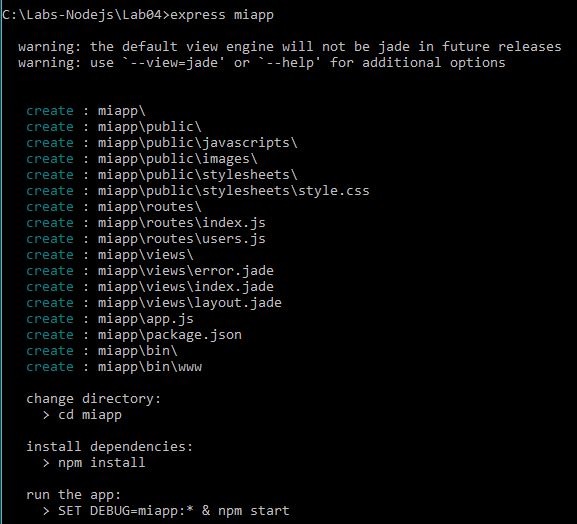 C:\Labs-Nodejs\Lab04>express miapp
warning: the default view engine will not be jade in future releases
warning: use `--view=jade' or `--help' for additional options
create : miapp\
create : miapp\public\
create : miapp\public\javascripts\
create : miapp\public\images\
create : miapp\public\stylesheets\
create : miapp\public\stylesheets\style.css
create : miapp\routes\
create : miapp\routes\index.js
create : miapp\routes\users.js
create : miapp\views\
create : miapp\views\error.jade
create : miapp\views\index.jade
create : miapp\views\layout.jade
create : miapp\app.js
create : miapp\package.json
create : miapp\bin\
create : miapp\bin\www
change directory:
> cd miapp
install dependencies:
> npm install
run the app:
> SET DEBUG=miapp:* & npm start